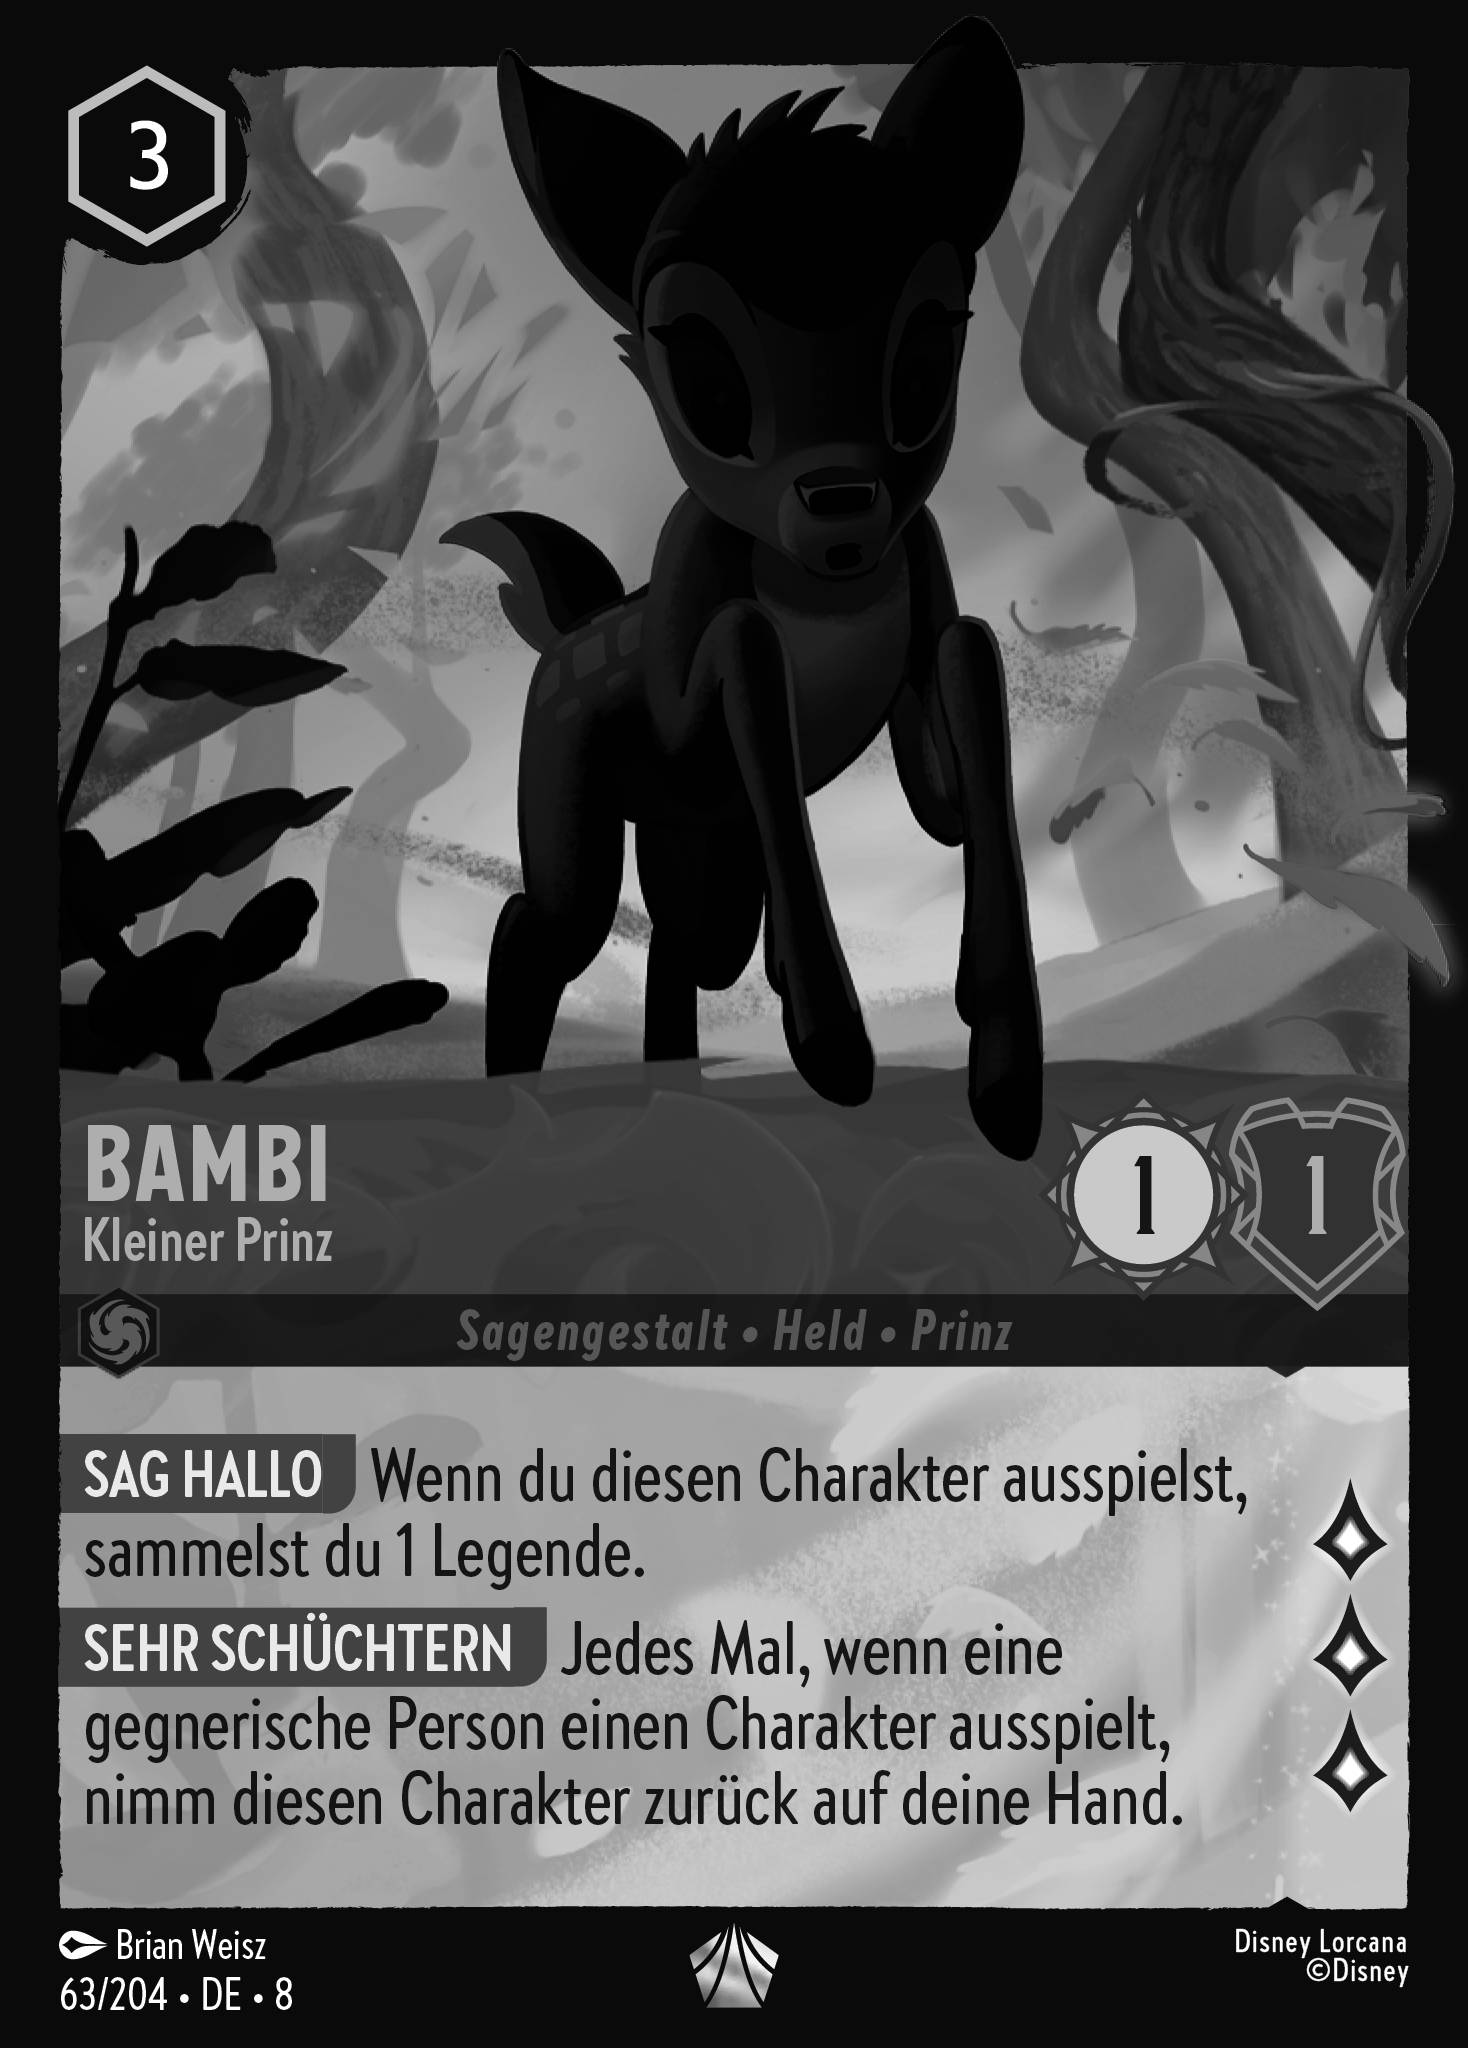 3
BAMBI
Kleiner Prinz
1 1
Sagengestalt • Held • Prinz
SAG HALLO Wenn du diesen Charakter ausspielst,
sammelst du 1 Legende.
SEHR SCHÜCHTERN Jedes Mal, wenn eine
gegnerische Person einen Charakter ausspielt,
nimm diesen Charakter zurück auf deine Hand.
Brian Weisz
63/204 • DE • 8
Disney Lorcana
©Disney